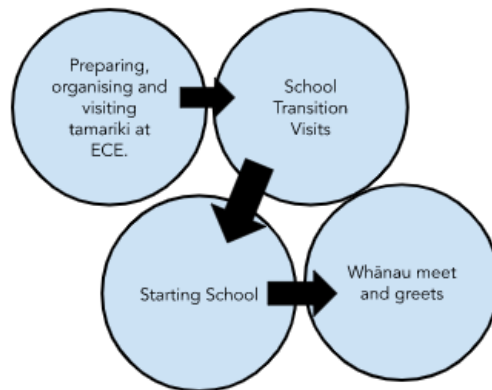 Preparing,
organising and
visiting
tamariki at
ECE.
School
Transition
Visits
Starting School
Whānau meet
and greets